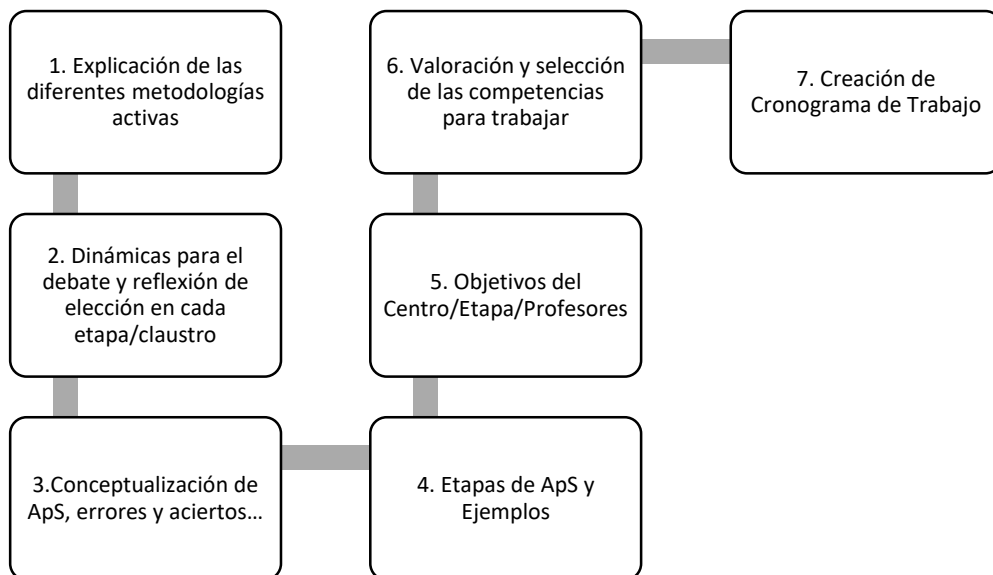 1. Explicación de las
diferentes metodologías
activas
2. Dinámicas para el
debate y reflexión de
elección en cada
etapa/claustro
3.Conceptualización de
ApS, errores y aciertos...
4. Etapas de ApS y
Ejemplos
5. Objetivos del
Centro/Etapa/Profesores
6. Valoración y selección
de las competencias
para trabajar
7. Creación de
Cronograma de Trabajo